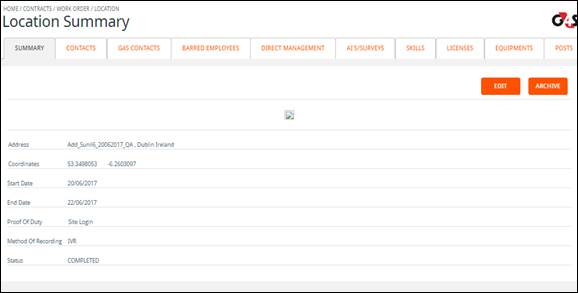 HOME / CONTRACTS / WORK ORDER / LOCATION
Location Summary
G4S
SUMMARY CONTACTS G4S CONTACTS BARRED EMPLOYEES DIRECT MANAGEMENT AI'S/SURVEYS SKILLS LICENSES EQUIPMENTS POSTS
EDIT ARCHIVE
Address Add_Sunil6_20062017_QA , Dublin Ireland
Coordinates 53.3498053 -6.2603097
Start Date 20/06/2017
End Date 22/06/2017
Proof Of Duty Site Login
Method Of Recording IVR
Status COMPLETED